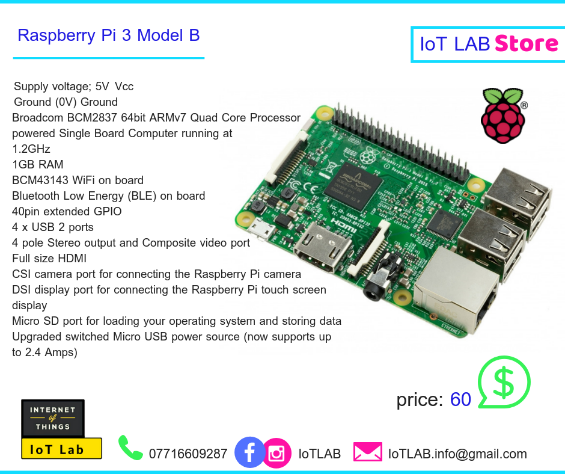 Raspberry Pi 3 Model B
IoT LAB Store
Supply voltage; 5V Vcc
Ground (0V) Ground
Broadcom BCM2837 64bit ARMv7 Quad Core Processor
powered Single Board Computer running at
1.2GHz
1GB RAM
BCM43143 WiFi on board
Bluetooth Low Energy (BLE) on board
40pin extended GPIO
4 x USB 2 ports
4 pole Stereo output and Composite video port
Full size HDMI
CSI camera port for connecting the Raspberry Pi camera
DSI display port for connecting the Raspberry Pi touch screen
display
Micro SD port for loading your operating system and storing data
Upgraded switched Micro USB power source (now supports up
to 2.4 Amps)
®
HDMI
price: 60
$
INTERNET
of
THINGS
IoT Lab
07716609287
f
IoTLAB
IoTLAB.info@gmail.com